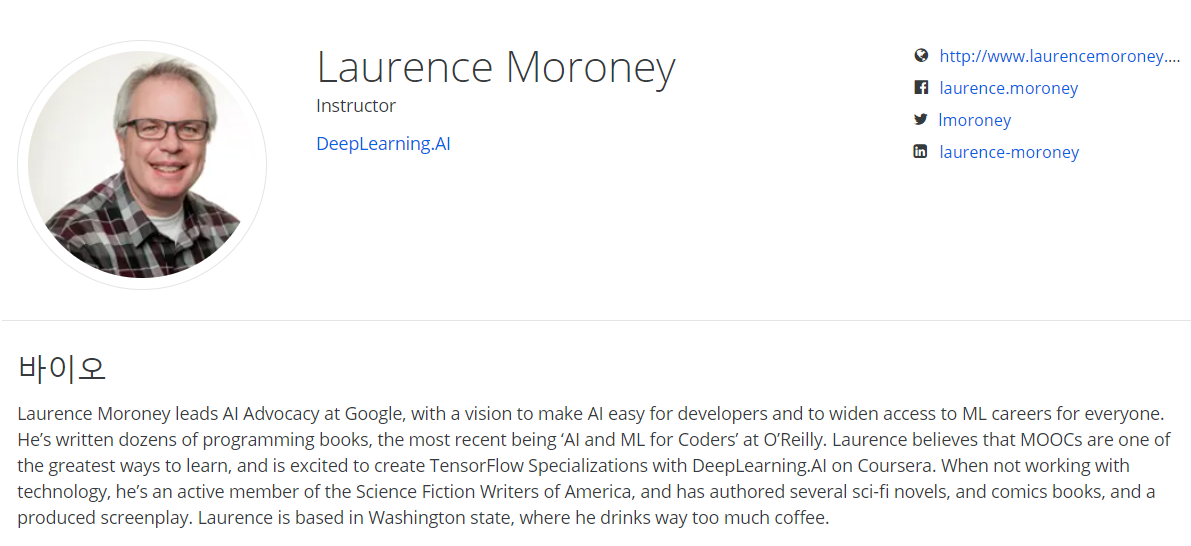 Laurence Moroney
Instructor
DeepLearning.AI
http://www.laurencemoroney....
laurence.moroney
lmoroney
laurence-moroney
바이오
Laurence Moroney leads AI Advocacy at Google, with a vision to make AI easy for developers and to widen access to ML careers for everyone.
He’s written dozens of programming books, the most recent being ‘AI and ML for Coders’ at O’Reilly. Laurence believes that MOOCs are one of
the greatest ways to learn, and is excited to create TensorFlow Specializations with DeepLearning.AI on Coursera. When not working with
technology, he’s an active member of the Science Fiction Writers of America, and has authored several sci-fi novels, and comics books, and a
produced screenplay. Laurence is based in Washington state, where he drinks way too much coffee.